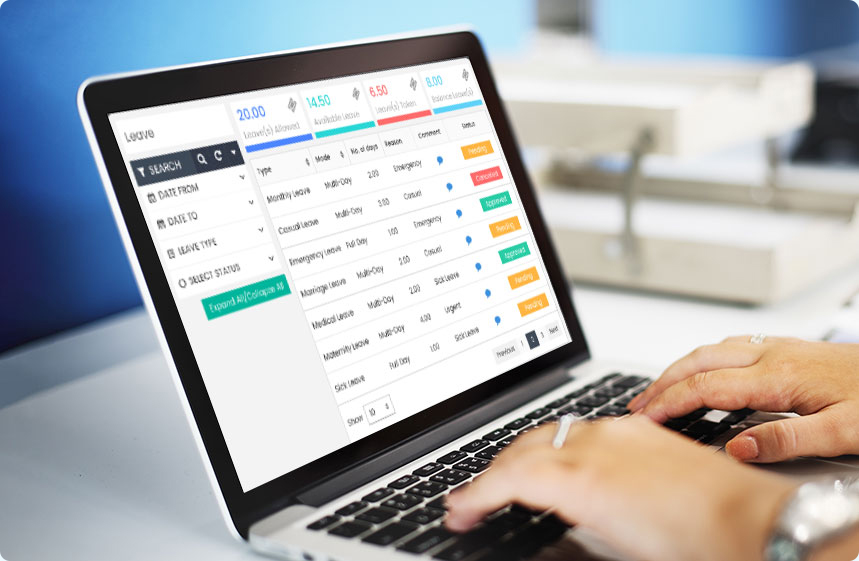 Leave
SEARCH
DATE FROM
DATE TO
LEAVE TYPE
SELECT STATUS
Expand All/Collapse All
20.00
Leave(s) Allowed
14.50
Available Leave
6.50
Leave(s) Taken
8.00
Balance Leave(s)
Type Mode No. of days Reason Comment Status
Monthly Leave Multi-Day 2.00 Emergency Pending
Casual Leave Multi-Day Casual Cancelled
Emergency Leave Full Day 1.00 Emergency Approved
Marriage Leave Multi-Day 2.00 Casual Pending
Medical Leave Multi-Day 2.00 Sick Leave Approved
Maternity Leave Multi-Day 4.00 Urgent Pending
Sick Leave Full Day 1.00 Sick Leave Pending
Show 10
Previous 1 2 3 Next